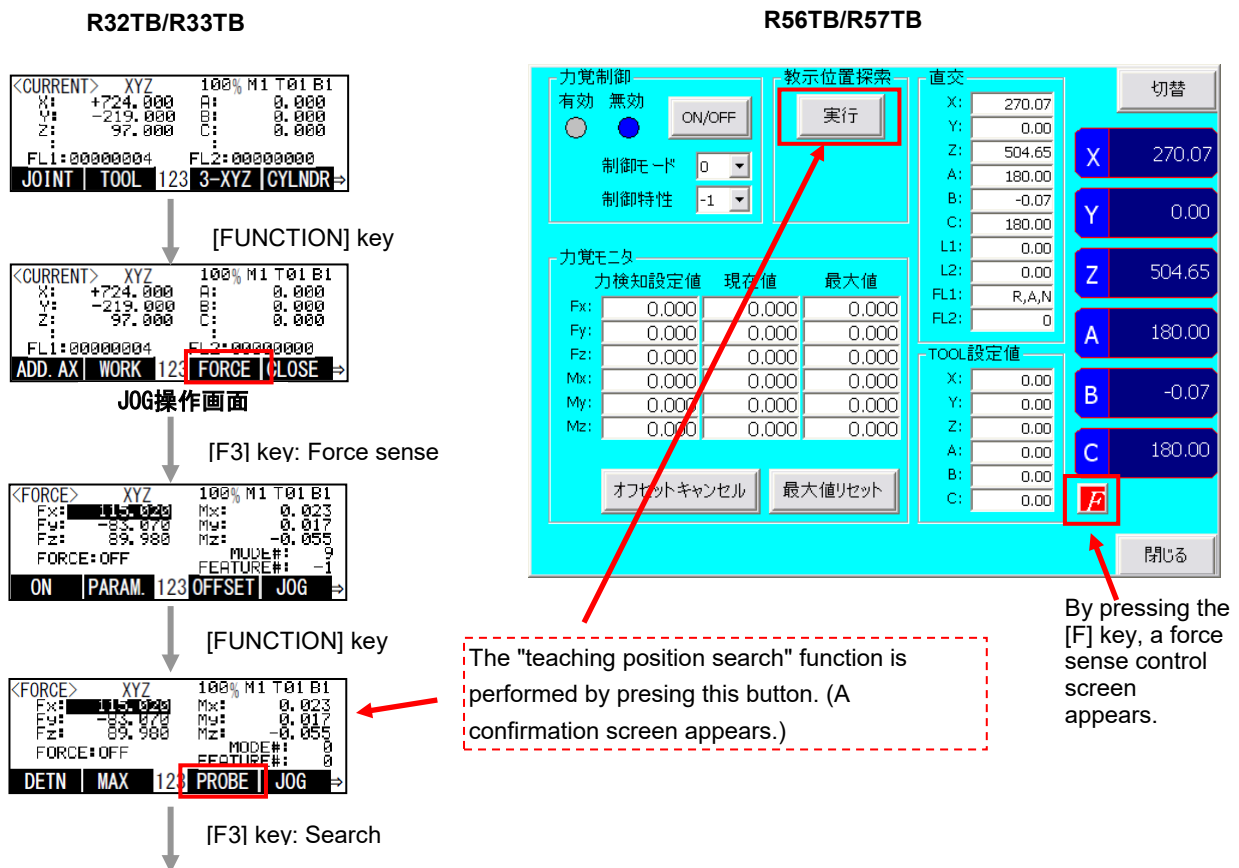 R32TB/R33TB
<CURRENT> XYZ 100% M1 T01 B1
X: +724.000 A: 0.000
Y: -219.000 B: 0.000
Z: 97.000 C: 0.000
: :
FL1:00000004 FL2:00000000
JOINT TOOL 123 3-XYZ CYLNDR⇒
[FUNCTION] key
<CURRENT> XYZ 100% M1 T01 B1
X: +724.000 A: 0.000
Y: -219.000 B: 0.000
Z: 97.000 C: 0.000
: :
FL1:00000004 FL2:00000000
ADD. AX WORK 123 FORCE CLOSE ⇒
JOG操作画面
[F3] key: Force sense
<FORCE> XYZ 100% M1 T01 B1
Fx: 115.020 Mx: 0.023
Fy: -83.070 My: 0.017
Fz: 89.980 Mz: -0.055
MODE#: 9
FORCE:OFF
FEATURE#: -1
ON PARAM. 123 OFFSET JOG ⇒
[FUNCTION] key
<FORCE> XYZ 100% M1 T01 B1
Fx: 115.020 Mx: 0.023
Fy: -83.070 My: 0.017
Fz: 89.980 Mz: -0.055
MODE#: 0
FORCE:OFF
FEATURE#: 0
DETN MAX 123 PROBE JOG ⇒
[F3] key: Search
R56TB/R57TB
力覚制御
有効 無効
ON/OFF
制御モード 0
制御特性 -1
教示位置探索
実行
力覚モニタ
力検知設定値 現在値 最大値
Fx: 0.000 0.000 0.000
Fy: 0.000 0.000 0.000
Fz: 0.000 0.000 0.000
Mx: 0.000 0.000 0.000
My: 0.000 0.000 0.000
Mz: 0.000 0.000 0.000
オフセットキャンセル 最大値リセット
直交
X: 270.07
Y: 0.00
Z: 504.65
A: 180.00
B: -0.07
C: 180.00
L1: 0.00
L2: 0.00
FL1: R,A,N
FL2: 0
TOOL設定値
X: 0.00
Y: 0.00
Z: 0.00
A: 0.00
B: 0.00
C: 0.00
切替
X 270.07
Y 0.00
Z 504.65
A 180.00
B -0.07
C 180.00
F
閉じる
The "teaching position search" function is
performed by presing this button. (A
confirmation screen appears.)
By pressing the
[F] key, a force
sense control
screen
appears.